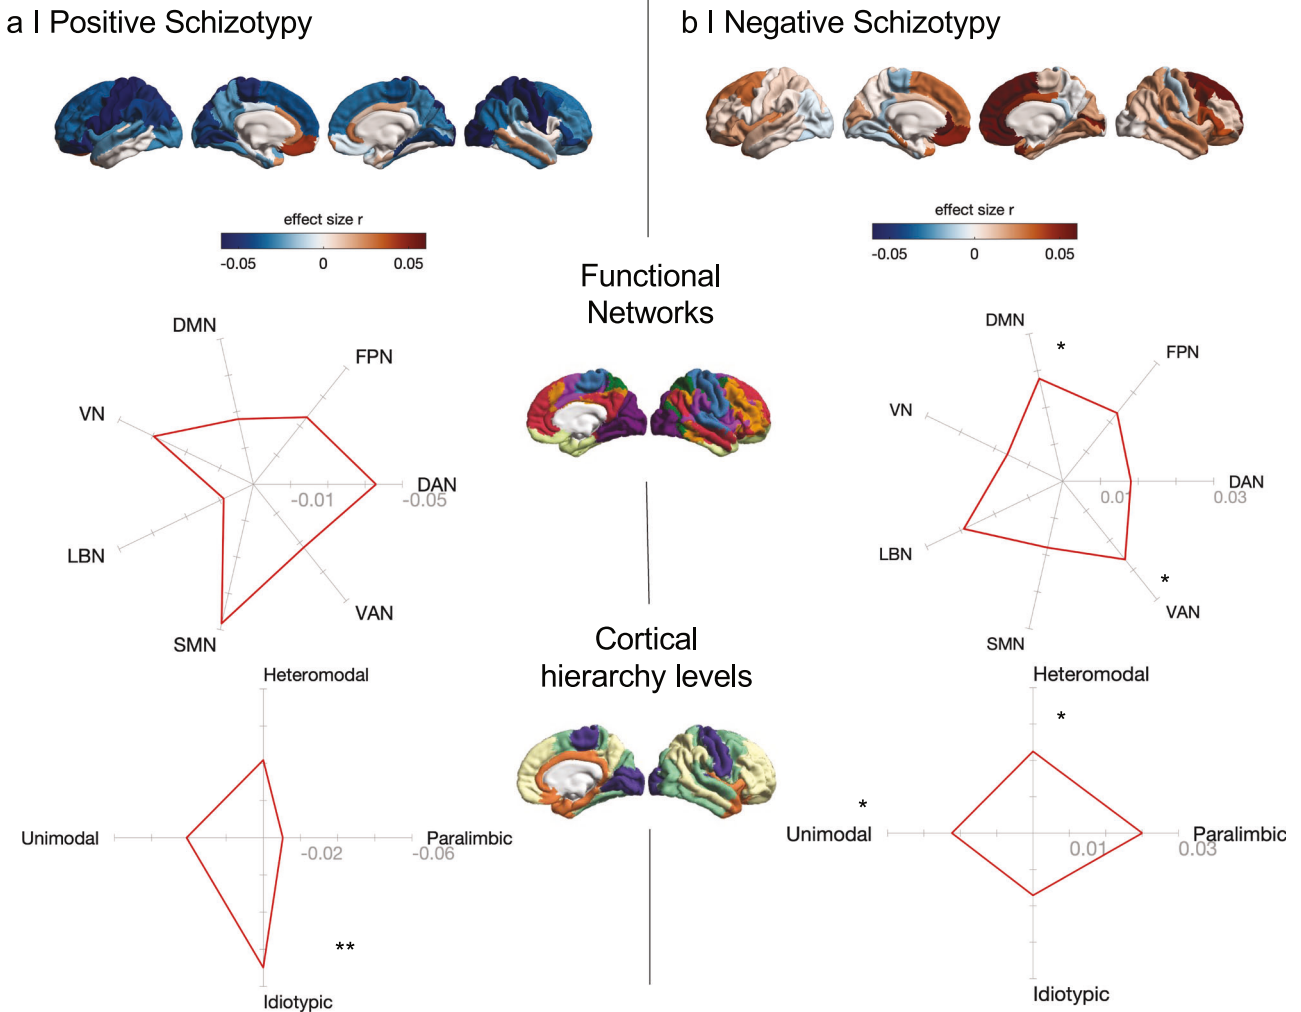 a I Positive Schizotypy
b I Negative Schizotypy
effect size r
-0.05 0 0.05
effect size r
-0.05 0 0.05
Functional
Networks
DMN
FPN
VN
DAN
-0.01
-0.05
LBN
VAN
SMN
DMN
*
FPN
VN
DAN
0.01
0.03
LBN
*
VAN
SMN
Cortical
hierarchy levels
Heteromodal
Unimodal
Paralimbic
-0.02
-0.06
**
Idiotypic
Heteromodal
*
*
Unimodal
Paralimbic
0.01
0.03
Idiotypic